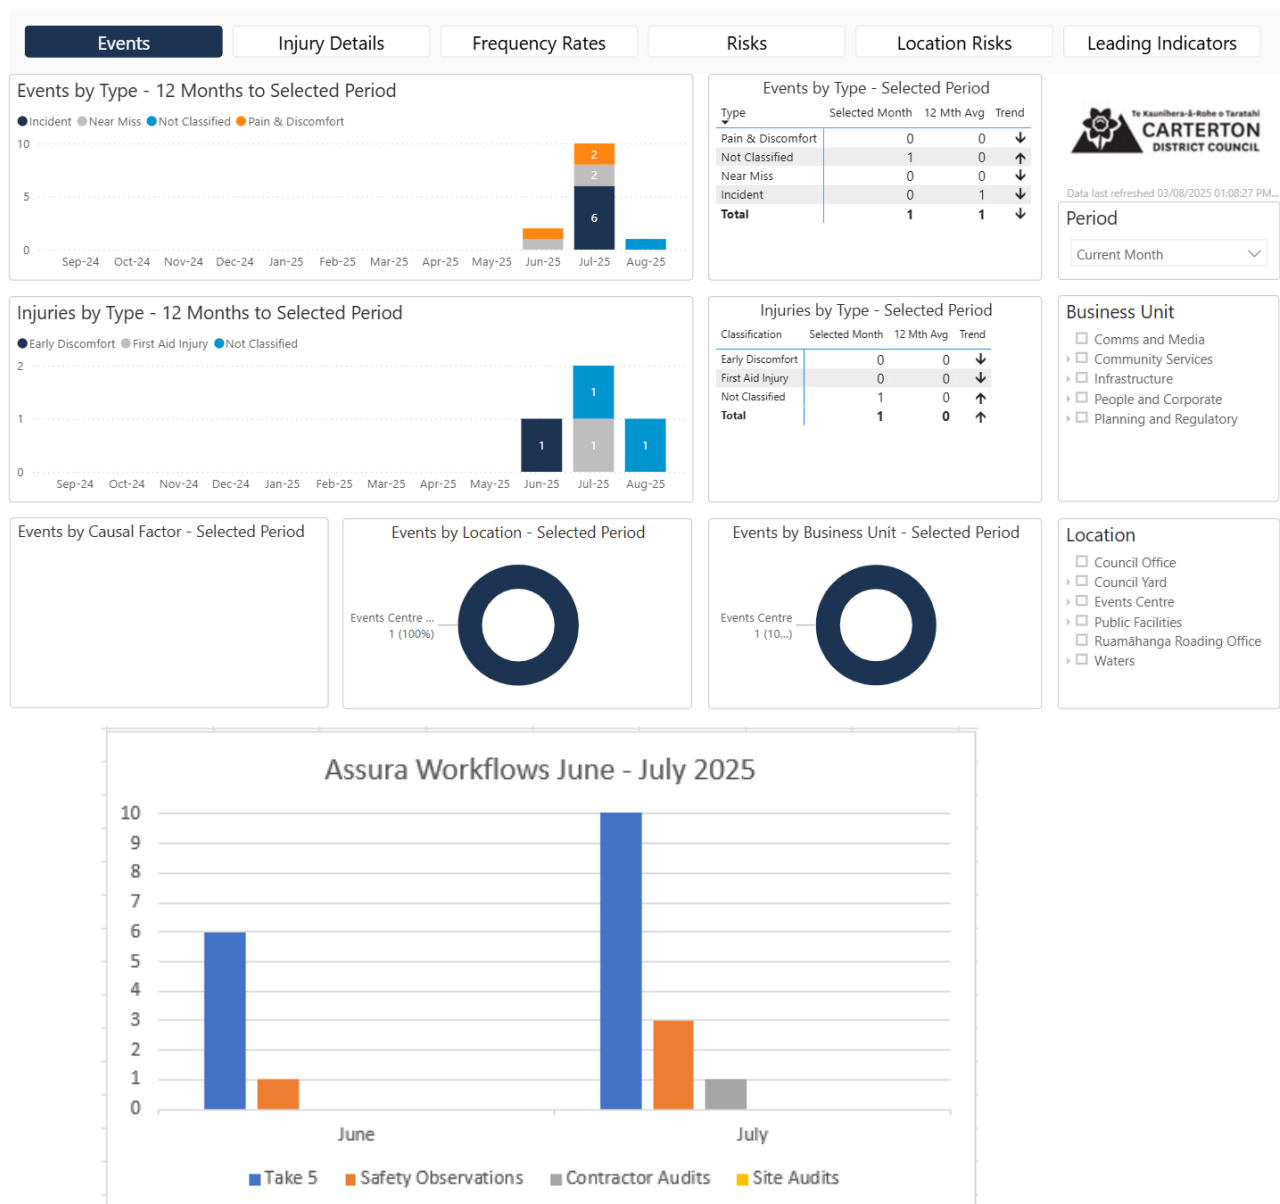 Events Injury Details Frequency Rates Risks Location Risks Leading Indicators
Events by Type - 12 Months to Selected Period
Incident Near Miss Not Classified Pain & Discomfort
10
5
0
2
2
6
Sep-24 Oct-24 Nov-24 Dec-24 Jan-25 Feb-25 Mar-25 Apr-25 May-25 Jun-25 Jul-25 Aug-25
Events by Type - Selected Period
Type Selected Month 12 Mth Avg Trend
Pain & Discomfort 0 0 ↓
Not Classified 1 0 ↑
Near Miss 0 0 ↓
Incident 0 1 ↓
Total 1 1 ↓
Te Kaunihera-ā-Rohe o Taratahi
CARTERTON
DISTRICT COUNCIL
Data last refreshed 03/08/2025 01:08:27 PM...
Period
Current Month
Injuries by Type - 12 Months to Selected Period
Early Discomfort First Aid Injury Not Classified
2
1
0
1
1
1
1
Sep-24 Oct-24 Nov-24 Dec-24 Jan-25 Feb-25 Mar-25 Apr-25 May-25 Jun-25 Jul-25 Aug-25
Injuries by Type - Selected Period
Classification Selected Month 12 Mth Avg Trend
Early Discomfort 0 0 ↓
First Aid Injury 0 0 ↓
Not Classified 1 0 ↑
Total 1 0 ↑
Business Unit
Comms and Media
Community Services
Infrastructure
People and Corporate
Planning and Regulatory
Events by Causal Factor - Selected Period
Events by Location - Selected Period
Events Centre ...
1 (100%)
Events by Business Unit - Selected Period
Events Centre
1 (10...)
Location
Council Office
Council Yard
Events Centre
Public Facilities
Ruamāhanga Roading Office
Waters
Assura Workflows June - July 2025
10
9
8
7
6
5
4
3
2
1
0
June July
Take 5 Safety Observations Contractor Audits Site Audits